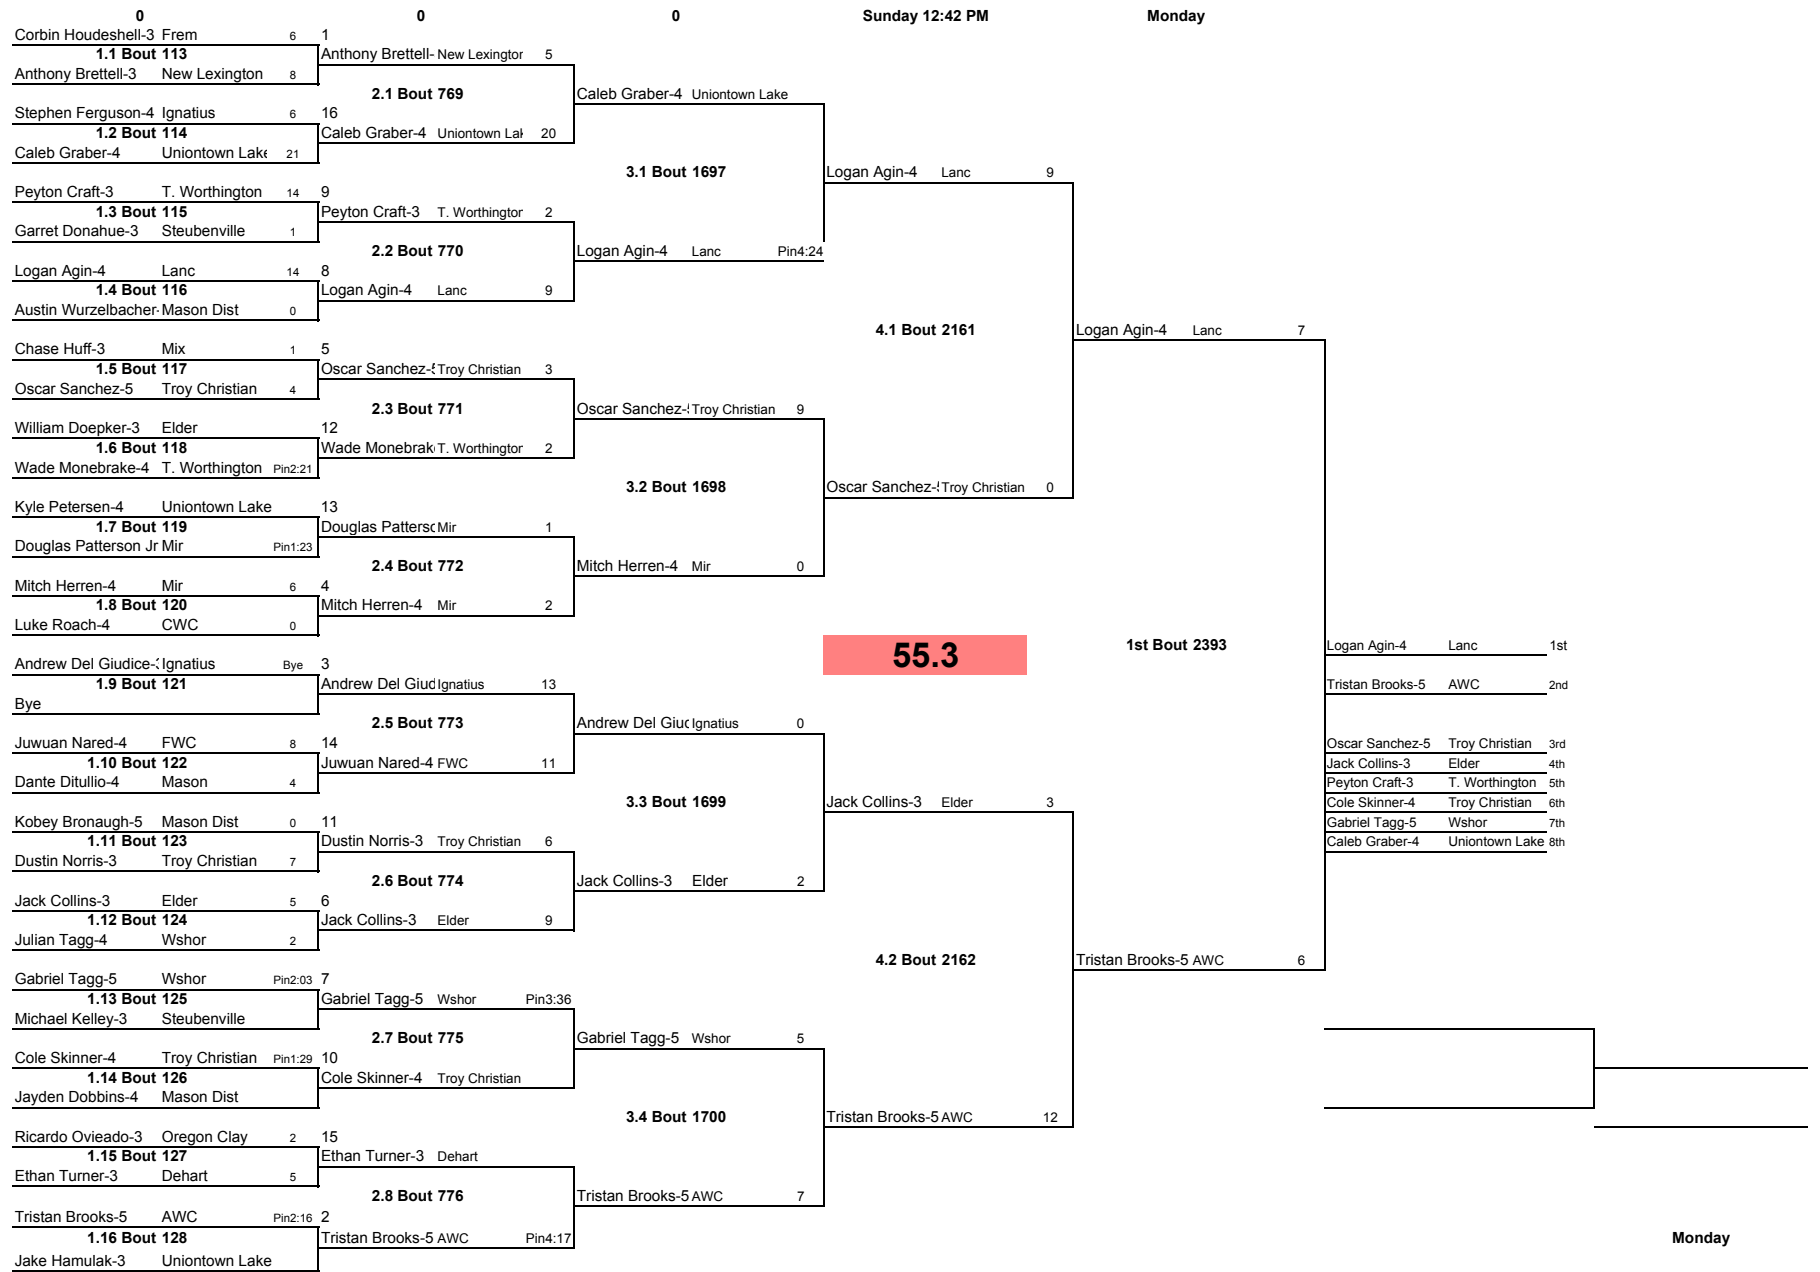 0 0 0 Sunday 12:42 PM Monday
Corbin Houdeshell-3 Frem 6 1
1.1 Bout 113 Anthony Brettell- New Lexington 5
Anthony Brettell-3 New Lexington 8
2.1 Bout 769 Caleb Graber-4 Uniontown Lake
Stephen Ferguson-4 Ignatius 6 16
1.2 Bout 114 Caleb Graber-4 Uniontown Lak 20
Caleb Graber-4 Uniontown Lake 21
3.1 Bout 1697 Logan Agin-4 Lanc 9
Peyton Craft-3 T. Worthington 14 9
1.3 Bout 115 Peyton Craft-3 T. Worthington 2
Garret Donahue-3 Steubenville 1
2.2 Bout 770 Logan Agin-4 Lanc Pin4:24
Logan Agin-4 Lanc 14 8
1.4 Bout 116 Logan Agin-4 Lanc 9
Austin Wurzelbacher- Mason Dist 0
4.1 Bout 2161 Logan Agin-4 Lanc 7
Chase Huff-3 Mix 1 5
1.5 Bout 117 Oscar Sanchez-5 Troy Christian 3
Oscar Sanchez-5 Troy Christian 4
2.3 Bout 771 Oscar Sanchez-5 Troy Christian 9
William Doepker-3 Elder 12
1.6 Bout 118 Wade Monebrak T. Worthington 2
Wade Monebrake-4 T. Worthington Pin2:21
3.2 Bout 1698 Oscar Sanchez-5 Troy Christian 0
Kyle Petersen-4 Uniontown Lake 13
1.7 Bout 119 Douglas Pattersc Mir 1
Douglas Patterson Jr Mir Pin1:23
2.4 Bout 772 Mitch Herren-4 Mir 0
Mitch Herren-4 Mir 6 4
1.8 Bout 120 Mitch Herren-4 Mir 2
Luke Roach-4 CWC 0
55.3 1st Bout 2393 Logan Agin-4 Lanc 1st
Andrew Del Giudice-3 Ignatius Bye 3
1.9 Bout 121 Andrew Del Giud Ignatius 13 Tristan Brooks-5 AWC 2nd
Bye
2.5 Bout 773 Andrew Del Giuc Ignatius 0
Juwuan Nared-4 FWC 8 14 Oscar Sanchez-5 Troy Christian 3rd
1.10 Bout 122 Juwuan Nared-4 FWC 11 Jack Collins-3 Elder 4th
Dante Ditullio-4 Mason 4 Peyton Craft-3 T. Worthington 5th
3.3 Bout 1699 Jack Collins-3 Elder 3 Cole Skinner-4 Troy Christian 6th
Kobey Bronaugh-5 Mason Dist 0 11 Gabriel Tagg-5 Wshor 7th
1.11 Bout 123 Dustin Norris-3 Troy Christian 6 Caleb Graber-4 Uniontown Lake 8th
Dustin Norris-3 Troy Christian 7
2.6 Bout 774 Jack Collins-3 Elder 2
Jack Collins-3 Elder 5 6
1.12 Bout 124 Jack Collins-3 Elder 9
Julian Tagg-4 Wshor 2
4.2 Bout 2162 Tristan Brooks-5 AWC 6
Gabriel Tagg-5 Wshor Pin2:03 7
1.13 Bout 125 Gabriel Tagg-5 Wshor Pin3:36
Michael Kelley-3 Steubenville
2.7 Bout 775 Gabriel Tagg-5 Wshor 5
Cole Skinner-4 Troy Christian Pin1:29 10
1.14 Bout 126 Cole Skinner-4 Troy Christian
Jayden Dobbins-4 Mason Dist
3.4 Bout 1700 Tristan Brooks-5 AWC 12
Ricardo Ovieado-3 Oregon Clay 2 15
1.15 Bout 127 Ethan Turner-3 Dehart
Ethan Turner-3 Dehart 5
2.8 Bout 776 Tristan Brooks-5 AWC 7
Tristan Brooks-5 AWC Pin2:16 2
1.16 Bout 128 Tristan Brooks-5 AWC Pin4:17 Monday
Jake Hamulak-3 Uniontown Lake